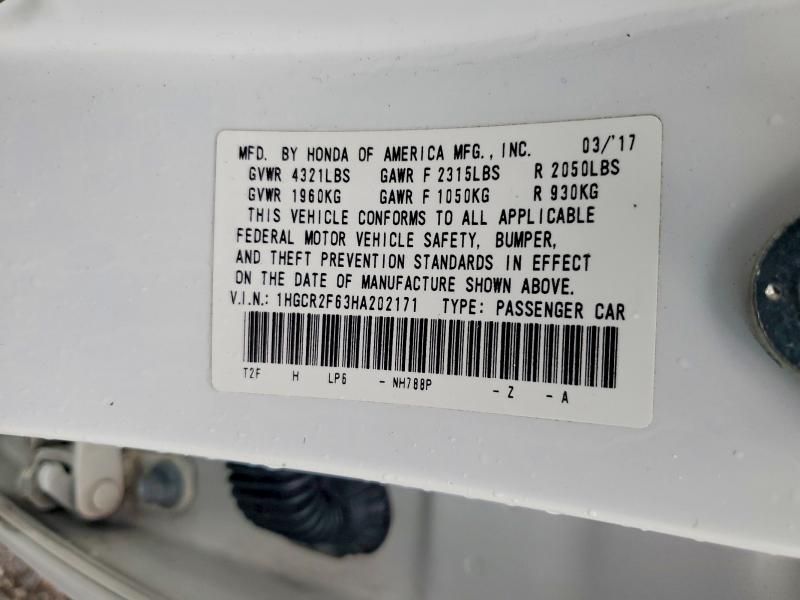 MFD. BY HONDA OF AMERICA MFG., INC. 03/'17
GVWR 4321LBS GAWR F 2315LBS R 2050LBS
GVWR 1960KG GAWR F 1050KG R 930KG
THIS VEHICLE CONFORMS TO ALL APPLICABLE
FEDERAL MOTOR VEHICLE SAFETY, BUMPER,
AND THEFT PREVENTION STANDARDS IN EFFECT
ON THE DATE OF MANUFACTURE SHOWN ABOVE.
V.I.N.: 1HGCR2F63HA202171 TYPE: PASSENGER CAR
T2F H LP6 - NH788P - Z - A